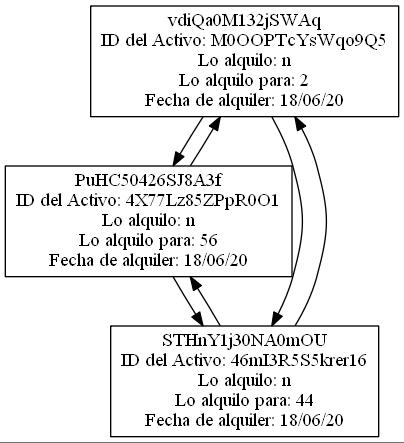 vdiQa0M132jSWAq
ID del Activo: M0OOPTcYsWqo9Q5
Lo alquilo: n
Lo alquilo para: 2
Fecha de alquiler: 18/06/20
PuHC50426SJ8A3f
ID del Activo: 4X77Lz85ZPpR0O1
Lo alquilo: n
Lo alquilo para: 56
Fecha de alquiler: 18/06/20
STHnY1j30NA0mOU
ID del Activo: 46mI3R5S5krer16
Lo alquilo: n
Lo alquilo para: 44
Fecha de alquiler: 18/06/20